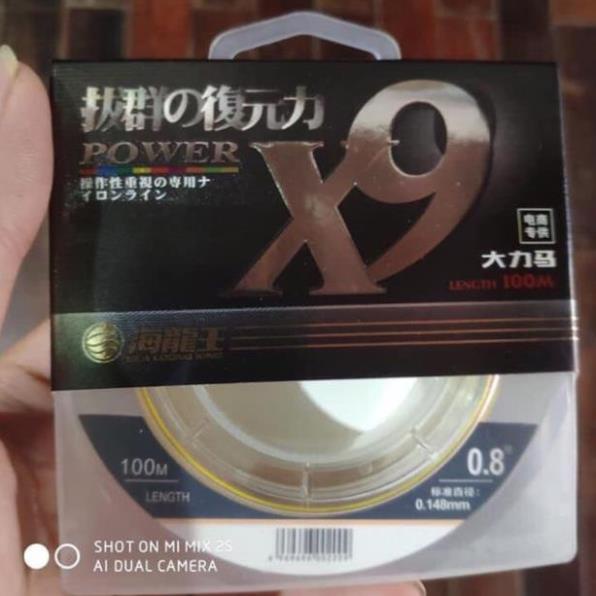 抜群の復元力
POWER
X9
操作性重視の専用ナ
イロンライン
电商
专供
大力马
LENGTH 100M
海龍王
100M
LENGTH
0.8
标准直径:
0.148mm
SHOT ON MI MIX 2S
AI DUAL CAMERA